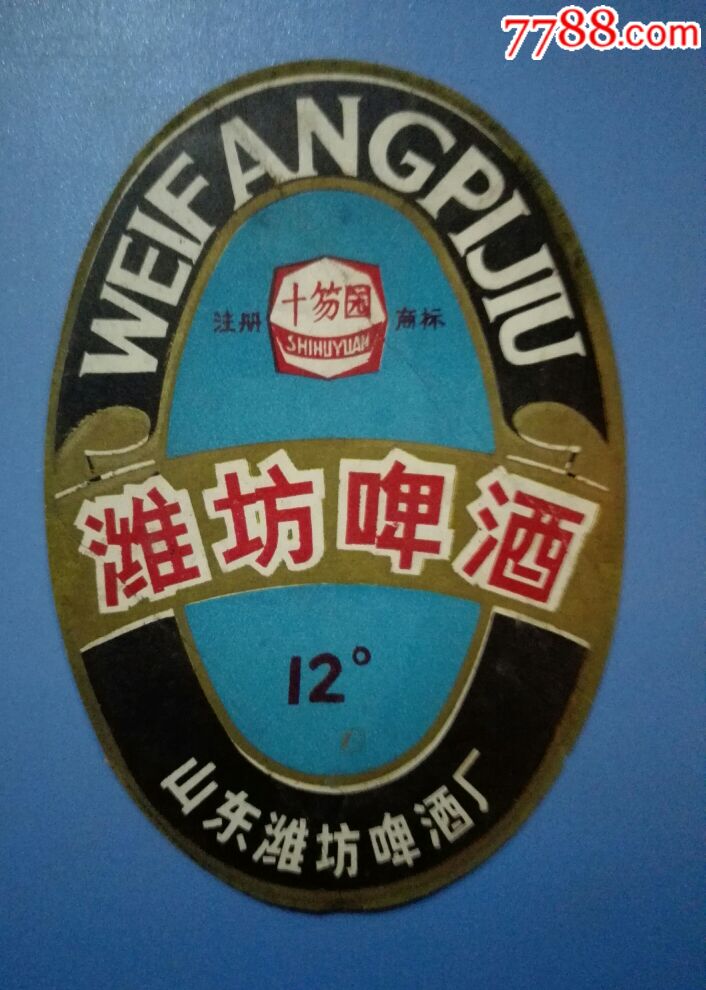 7788.com
WEIFANGPIJIU
十笏园
SHIHUYUAN
注册 商标
潍坊啤酒
12°
山东潍坊啤酒厂